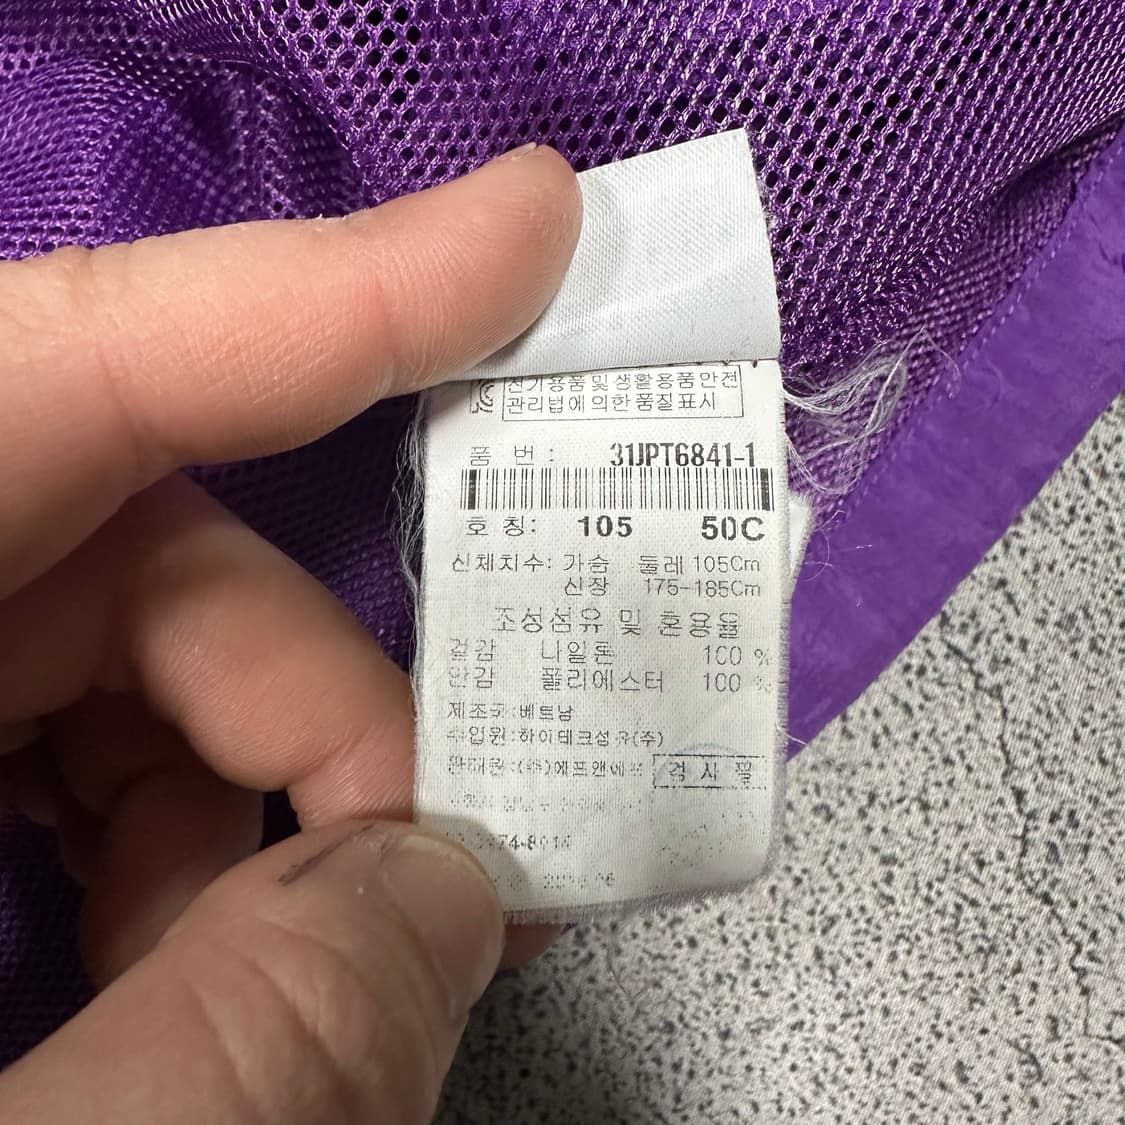 전기용품및생활용품안전
관리법에의한품질표시
품 번 : 31JPT6841-1
호 칭: 105 50C
신체치수: 가슴 둘레 105Cm
신장 175-185Cm
조성섬유 및 혼용율
겉감 나일론 100 %
안감 폴리에스터 100 %
제조국:베트남
수입원:하이테크섬유(주)
판매원:(주)에프앤에프 검 사 필